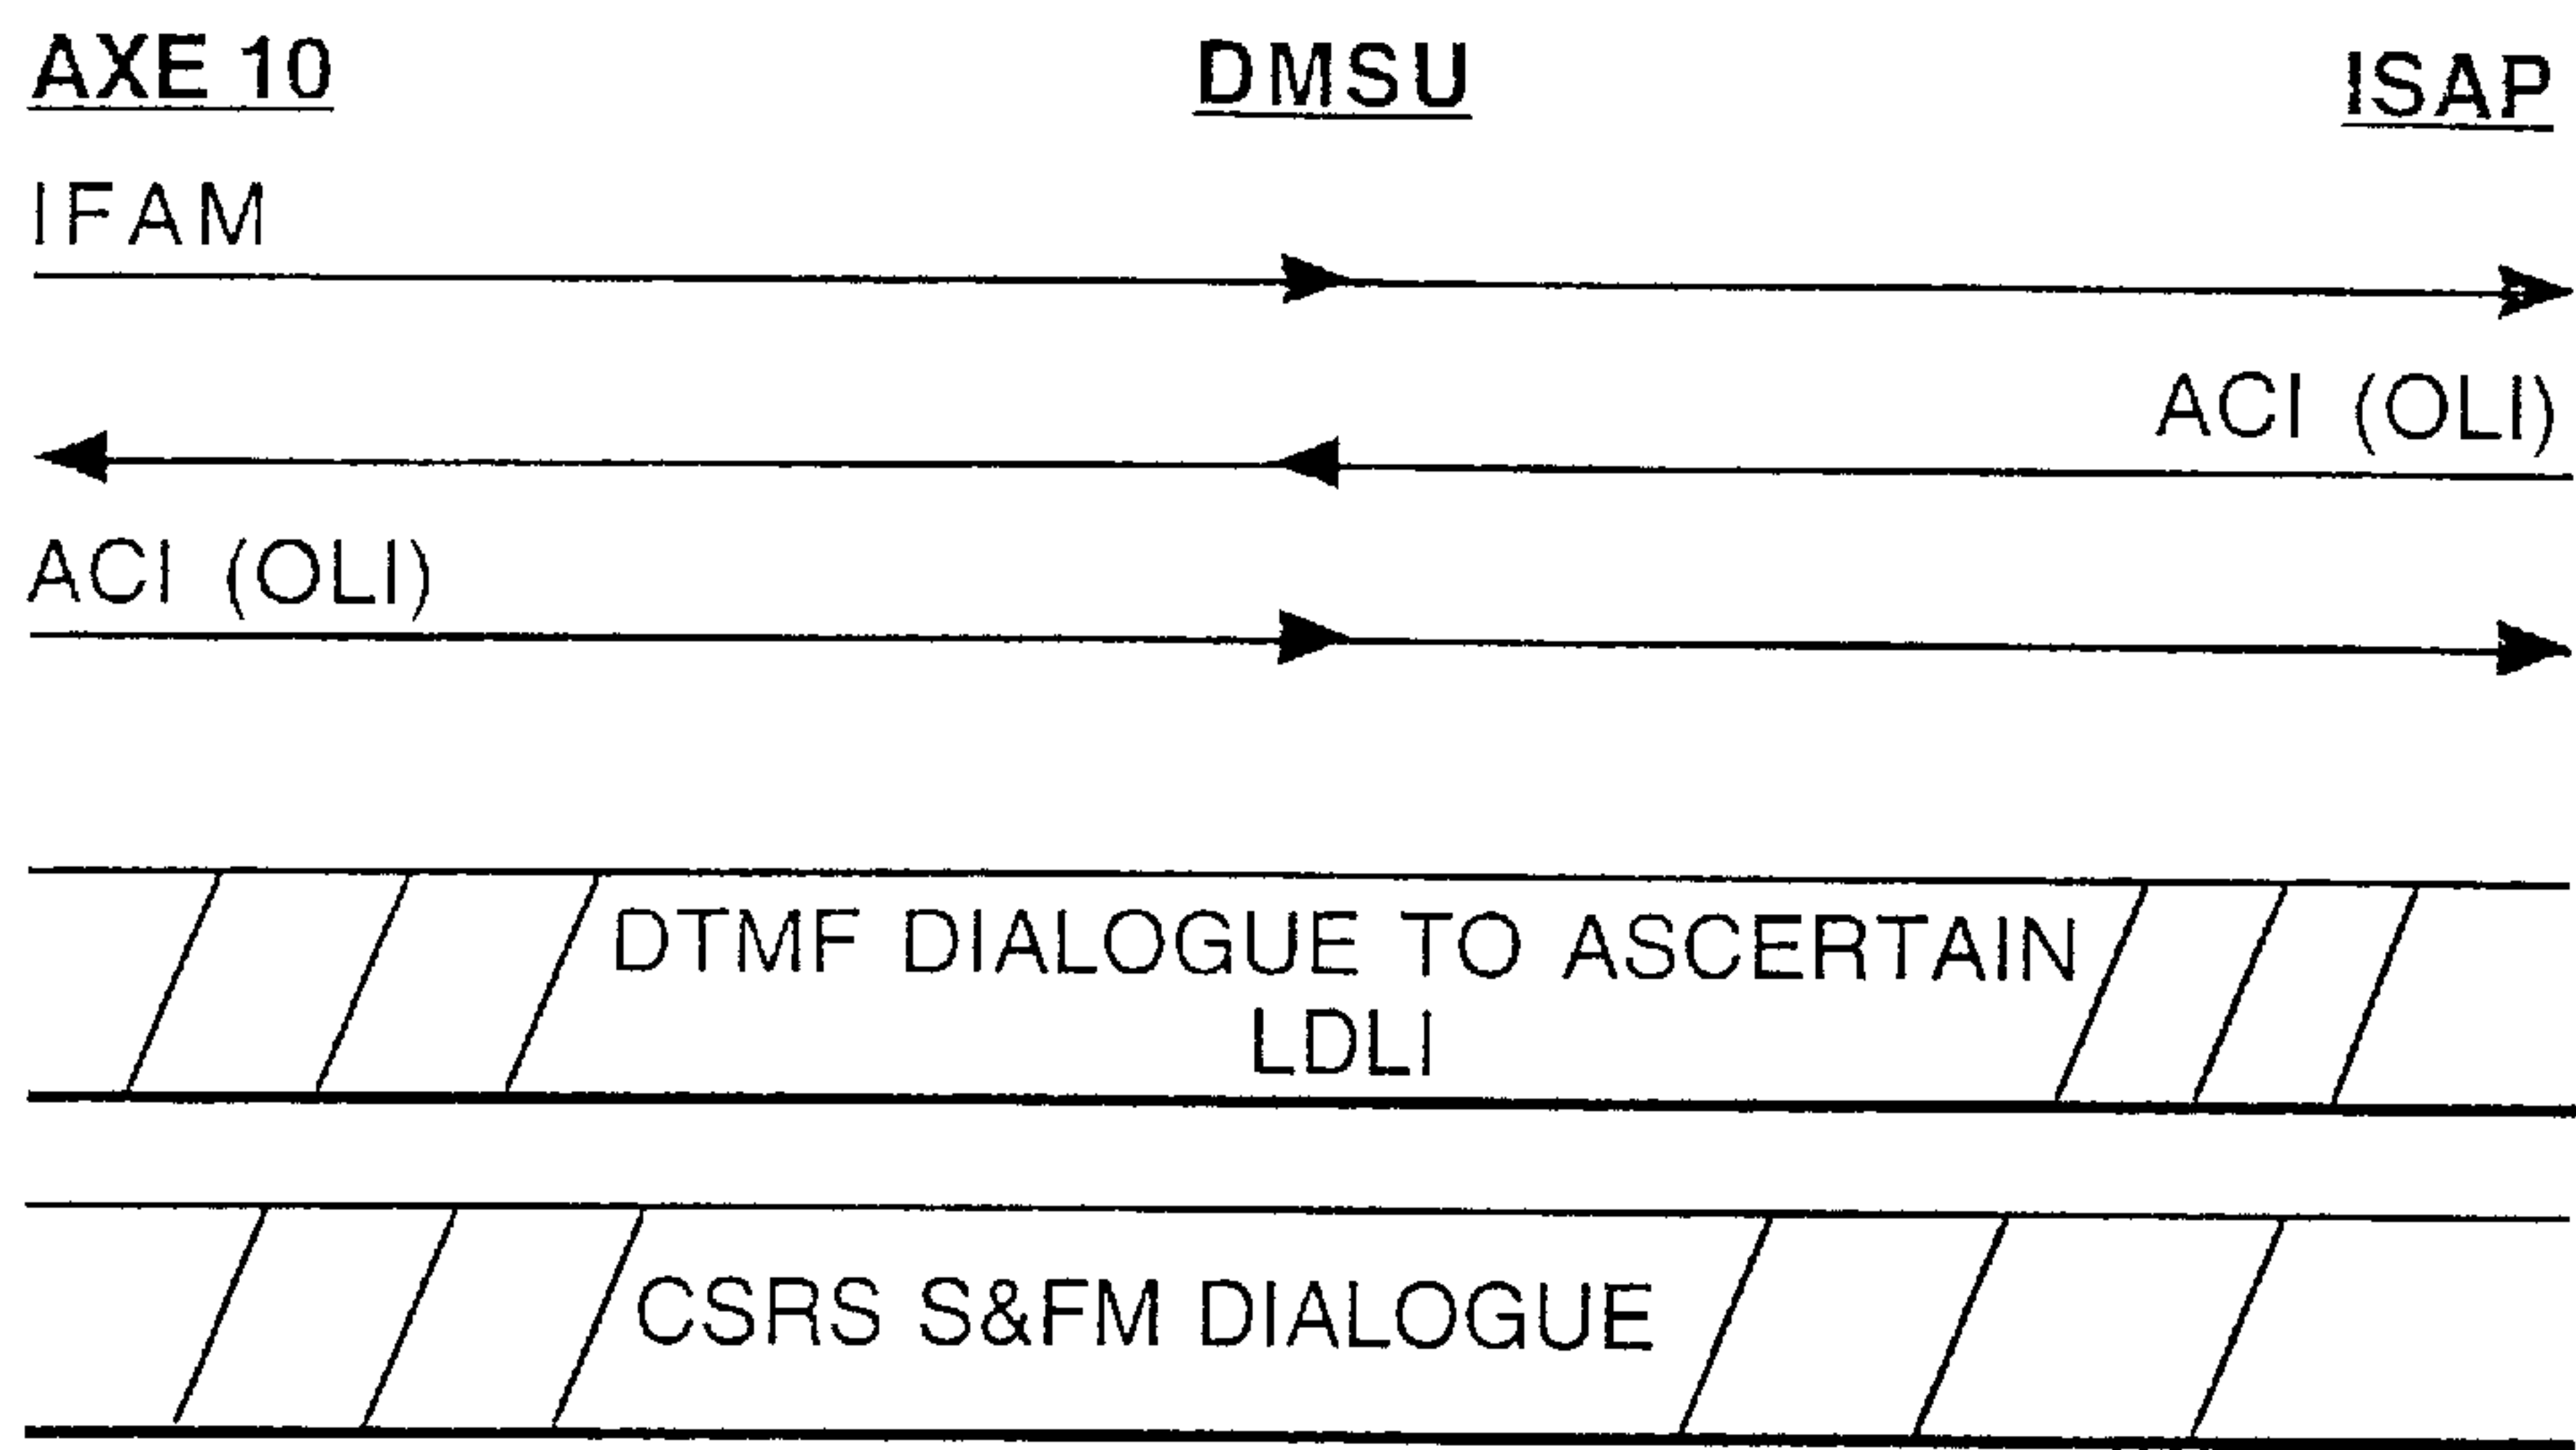 AXE 10 DMSU ISAP
IFAM
ACI (OLI)
ACI (OLI)
DTMF DIALOGUE TO ASCERTAIN
LDLI
CSRS S&FM DIALOGUE